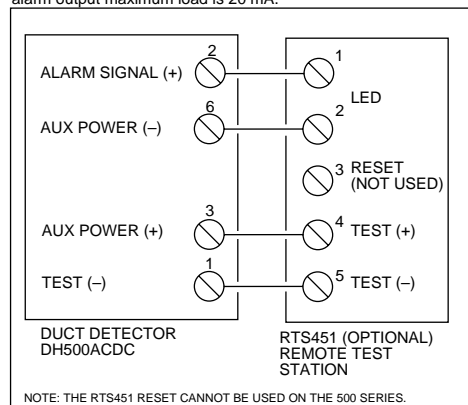 alarm output maximum load is 20 mA.
2
1
ALARM SIGNAL (+)
LED
6
2
AUX POWER (–)
3 RESET
(NOT USED)
3
4
AUX POWER (+)
TEST (+)
1
TEST (–)
5 TEST (–)
DUCT DETECTOR
DH500ACDC
RTS451 (OPTIONAL)
REMOTE TEST
STATION
NOTE: THE RTS451 RESET CANNOT BE USED ON THE 500 SERIES.